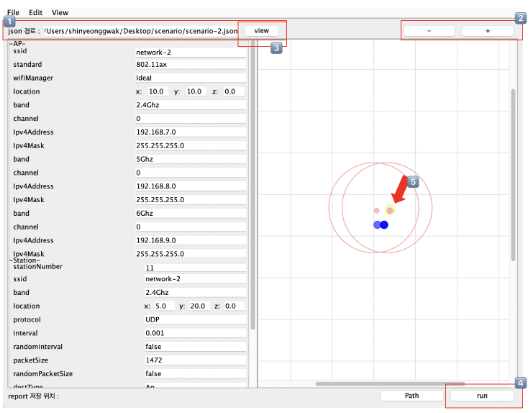 File Edit View
1
2
json 경로 : '/Users/shinyeonggwak/Desktop/scenario/scenario-2.json view - +
3
-AP-
ssid network-2
standard 802.11ax
wifiManager Ideal
location x: 10.0 y: 10.0 z: 0.0
band 2.4Ghz
channel 0
Ipv4Address 192.168.7.0
Ipv4Mask 255.255.255.0
band 5Ghz
channel 0
Ipv4Address 192.168.8.0
Ipv4Mask 255.255.255.0
band 6Ghz
channel 0
Ipv4Address 192.168.9.0
Ipv4Mask 255.255.255.0
5
-Station-
stationNumber 11
ssid network-2
band 2.4Ghz
location x: 5.0 y: 20.0 z: 0.0
protocol UDP
interval 0.001
randominterval false
packetSize 1472
randomPacketSize false
destType Ap
4
report 저장 위치 : Path run